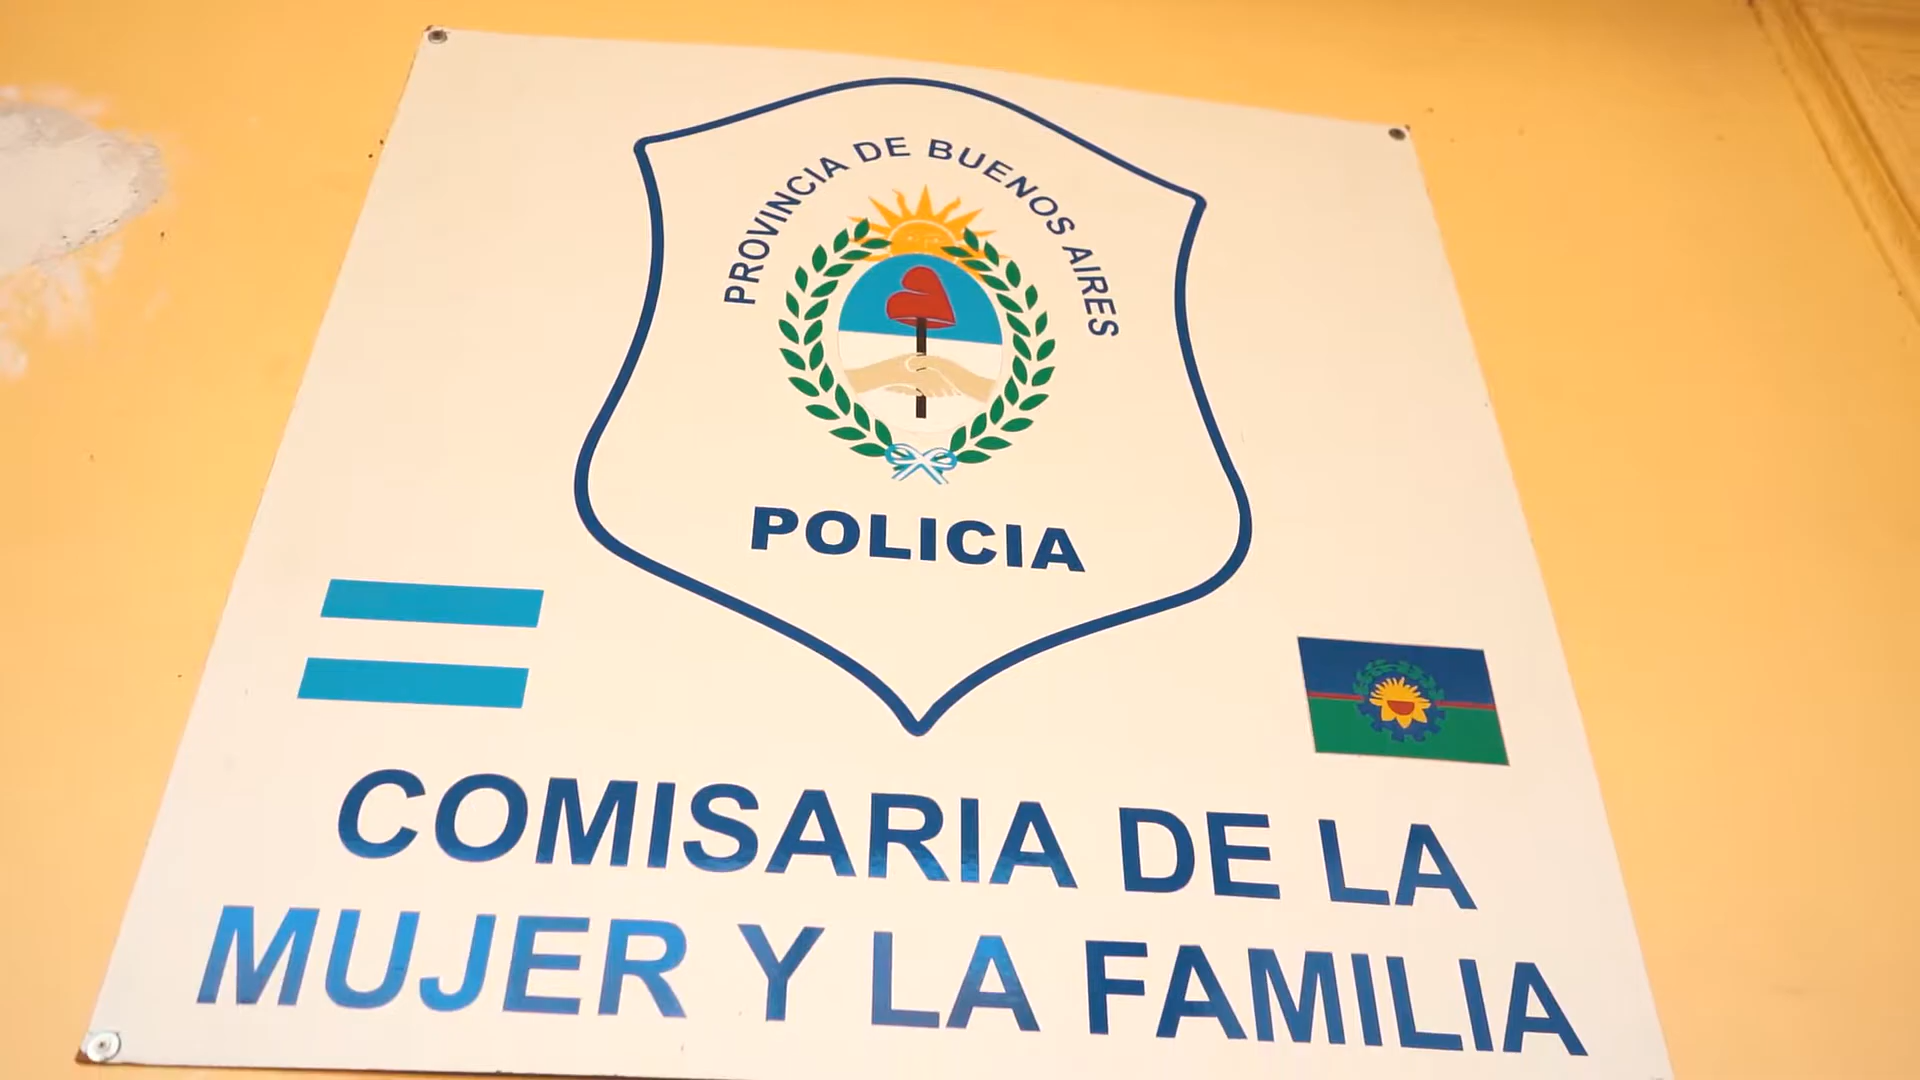 PROVINCIA DE BUENOS AIRES
POLICIA
COMISARIA DE LA
MUJER Y LA FAMILIA